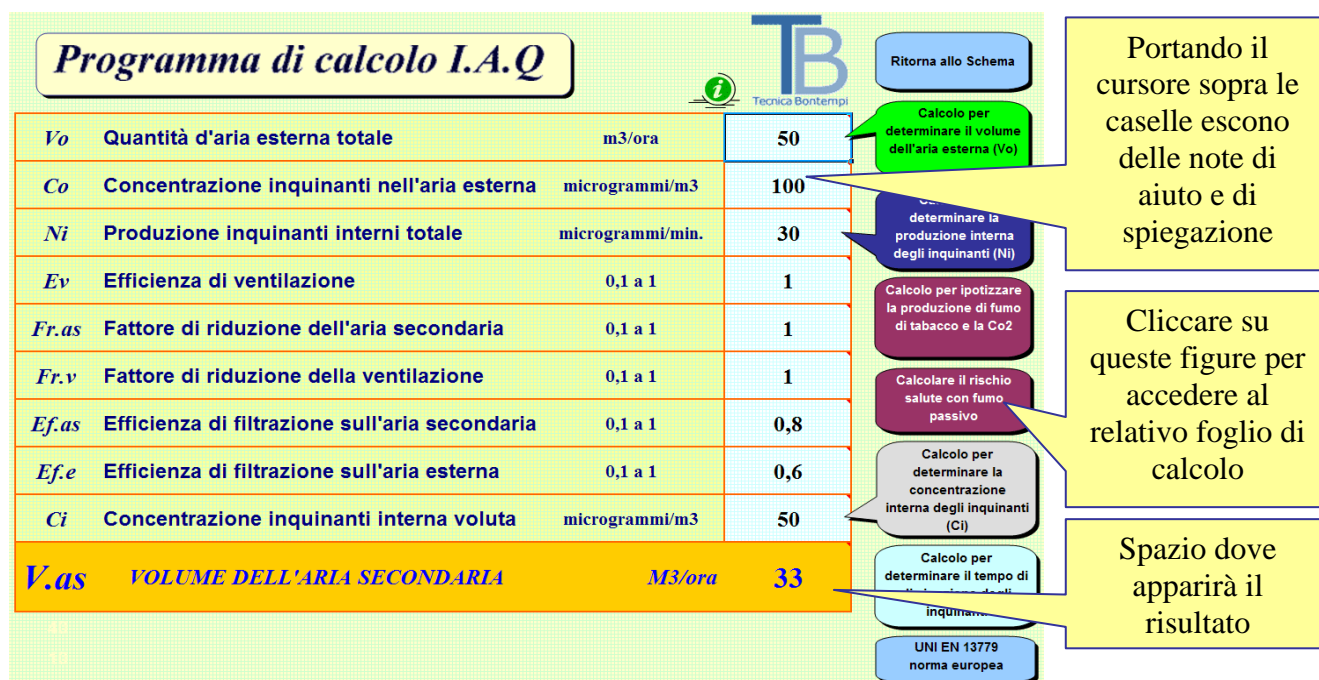 Programma di calcolo I.A.Q
i
TB
Tecnica Bontempi
Vo Quantità d'aria esterna totale m3/ora 50
Co Concentrazione inquinanti nell'aria esterna microgrammi/m3 100
Ni Produzione inquinanti interni totale microgrammi/min. 30
Ev Efficienza di ventilazione 0,1 a 1 1
Fr.as Fattore di riduzione dell'aria secondaria 0,1 a 1 1
Fr.v Fattore di riduzione della ventilazione 0,1 a 1 1
Ef.as Efficienza di filtrazione sull'aria secondaria 0,1 a 1 0,8
Ef.e Efficienza di filtrazione sull'aria esterna 0,1 a 1 0,6
Ci Concentrazione inquinanti interna voluta microgrammi/m3 50
V.as VOLUME DELL'ARIA SECONDARIA M3/ora 33
Ritorna allo Schema
Calcolo per
determinare il volume
dell'aria esterna (Vo)
determinare la
produzione interna
degli inquinanti (Ni)
Calcolo per ipotizzare
la produzione di fumo
di tabacco e la Co2
Calcolare il rischio
salute con fumo
passivo
Calcolo per
determinare la
concentrazione
interna degli inquinanti
(Ci)
Calcolo per
determinare il tempo di
UNI EN 13779
norma europea
Portando il
cursore sopra le
caselle escono
delle note di
aiuto e di
spiegazione
Cliccare su
queste figure per
accedere al
relativo foglio di
calcolo
Spazio dove
apparirà il
risultato